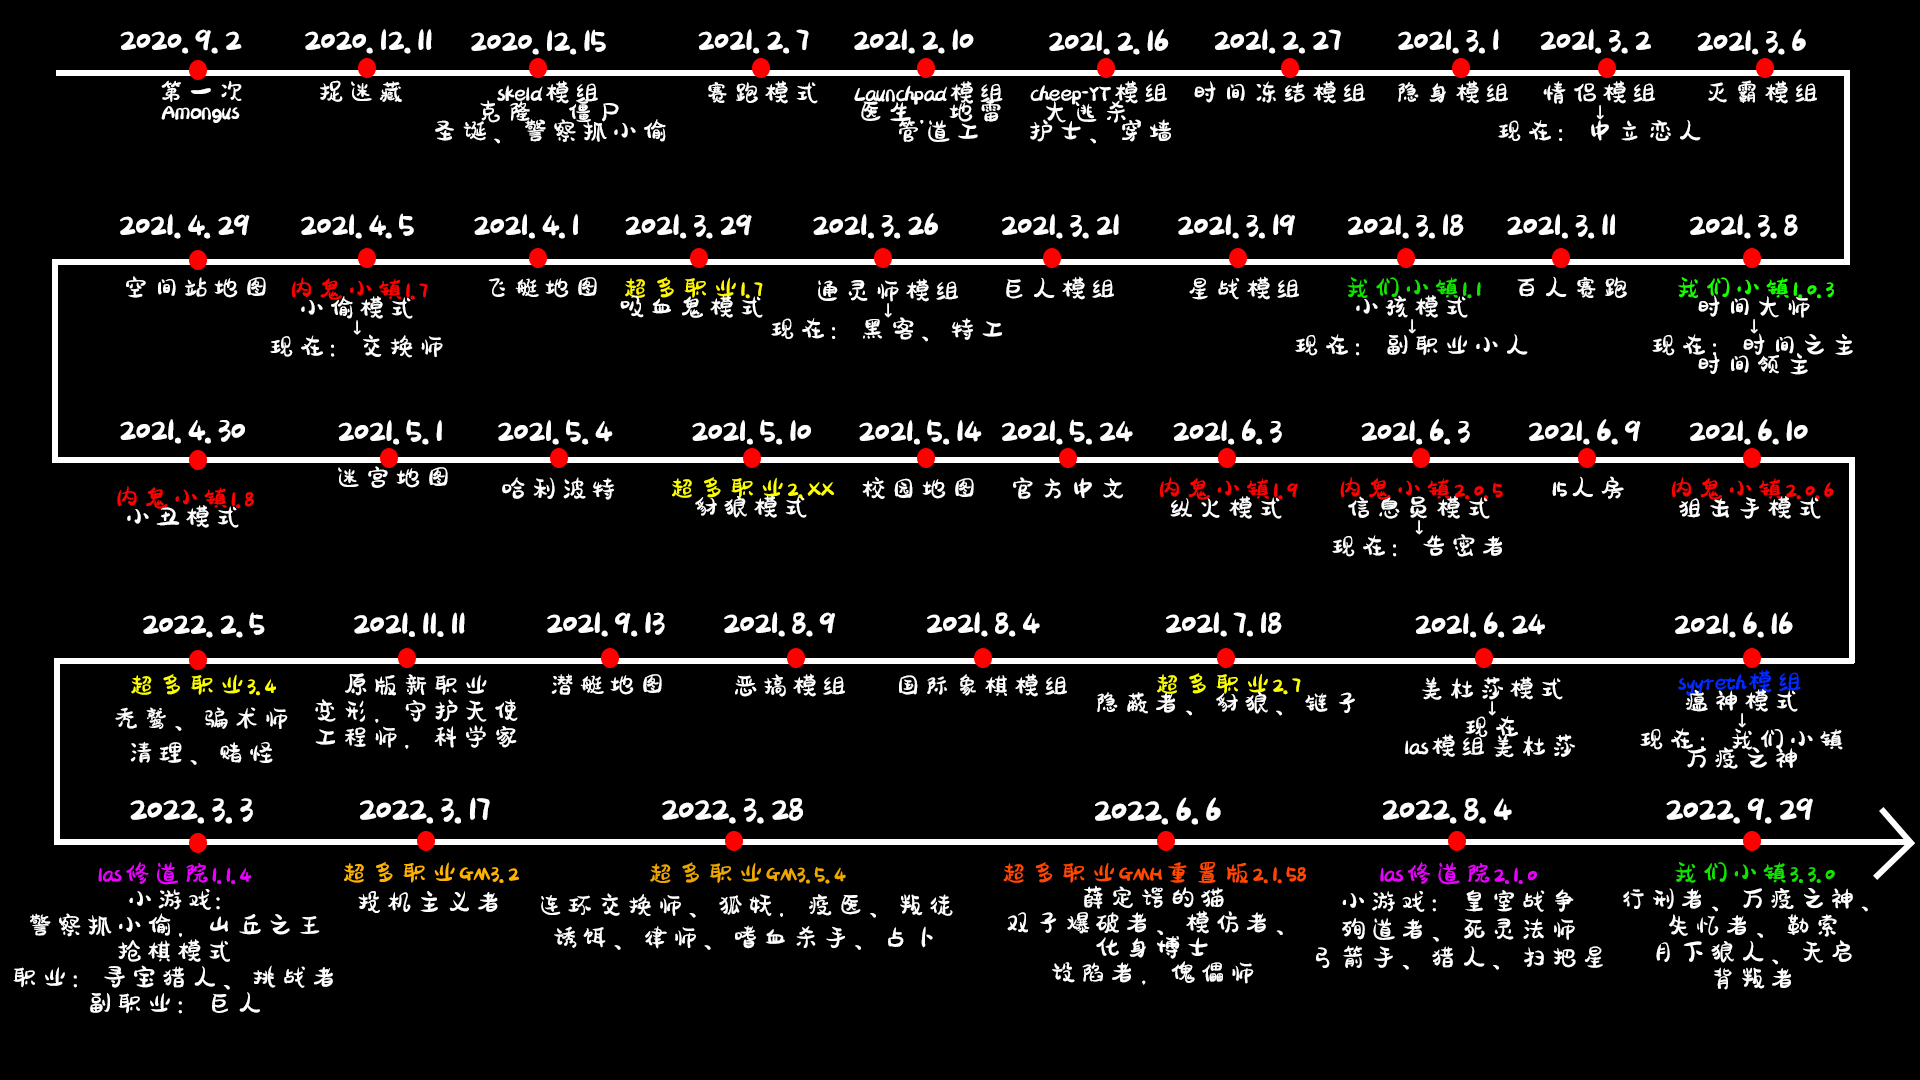 2020.9.2
第一次
Amongus
2020.12.11
捉迷藏
2020.12.15
skeld模组
克隆 僵尸
圣诞、警察抓小偷
2021.2.7
赛跑模式
2021.2.10
Launchpad模组
医生. 地雷
管道工
2021.2.16
cheep-YT模组
大逃杀
护士、穿墙
2021.2.27
时间冻结模组
2021.3.1
隐身模组
2021.3.2
情侣模组
↓
现在: 中立恋人
2021.3.6
灭霸模组
2021.3.8
我们小镇1.0.3
时间大师
↓
现在: 时间之主
时间领主
2021.3.11
百人赛跑
2021.3.18
我们小镇1.1
小孩模式
↓
现在: 副职业小人
2021.3.19
星战模组
2021.3.21
巨人模组
2021.3.26
通灵师模组
↓
现在: 黑客、特工
2021.3.29
超多职业1.7
吸血鬼模式
2021.4.1
飞艇地图
2021.4.5
内鬼小镇1.7
小偷模式
↓
现在: 交换师
2021.4.29
空间站地图
2021.4.30
内鬼小镇1.8
小丑模式
2021.5.1
迷宫地图
2021.5.4
哈利波特
2021.5.10
超多职业2.XX
豺狼模式
2021.5.14
校园地图
2021.5.24
官方中文
2021.6.3
内鬼小镇1.9
纵火模式
2021.6.3
内鬼小镇2.0.5
信息员模式
↓
现在: 告密者
2021.6.9
15人房
2021.6.10
内鬼小镇2.0.6
狙击手模式
2021.6.16
syyreth模组
瘟神模式
↓
现在: 我们小镇
万疫之神
2021.6.24
美杜莎模式
↓
现在
las模组美杜莎
2021.7.18
超多职业2.7
隐蔽者、豺狼、链子
2021.8.4
国际象棋模组
2021.8.9
恶搞模组
2021.9.13
潜艇地图
2021.11.11
原版新职业
变形. 守护天使
工程师. 科学家
2022.2.5
超多职业3.4
秃鹫、骗术师
清理、赌怪
2022.3.3
las修道院1.1.4
小游戏:
警察抓小偷. 山丘之王
抢棋模式
职业: 寻宝猎人、挑战者
副职业: 巨人
2022.3.17
超多职业GM3.2
投机主义者
2022.3.28
超多职业GM3.5.4
连环交换师、狐妖. 疫医、叛徒
诱饵、律师、嗜血杀手、占卜
2022.6.6
超多职业GMH重置版2.1.58
薛定谔的猫
双子爆破者、模仿者、
化身博士
设陷者. 傀儡师
2022.8.4
las修道院2.1.0
小游戏: 皇室战争
殉道者、死灵法师
弓箭手、猎人、扫把星
2022.9.29
我们小镇3.3.0
行刑者、万疫之神、
失忆者、勒索
月下狼人、天启
背叛者